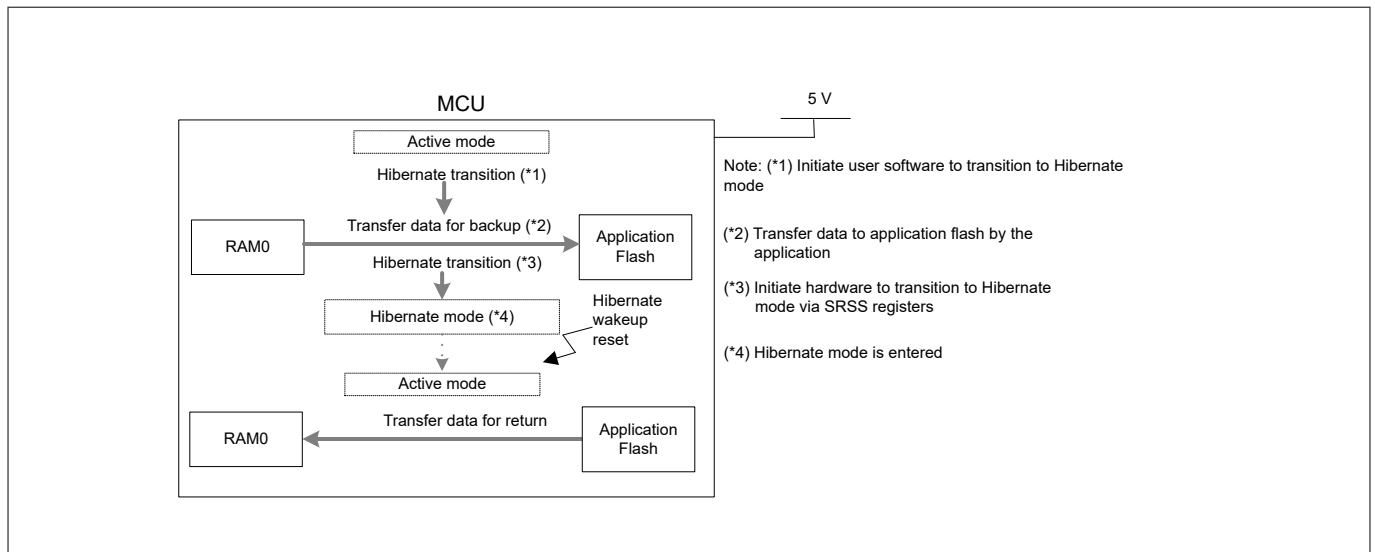 MCU
5 V
Active mode
Hibernate transition (*1)
Transfer data for backup (*2)
RAM0
Application
Flash
Hibernate transition (*3)
Hibernate mode (*4)
Hibernate
wakeup
reset
Active mode
Transfer data for return
RAM0
Application
Flash
Note: (*1) Initiate user software to transition to Hibernate
mode
(*2) Transfer data to application flash by the
application
(*3) Initiate hardware to transition to Hibernate
mode via SRSS registers
(*4) Hibernate mode is entered